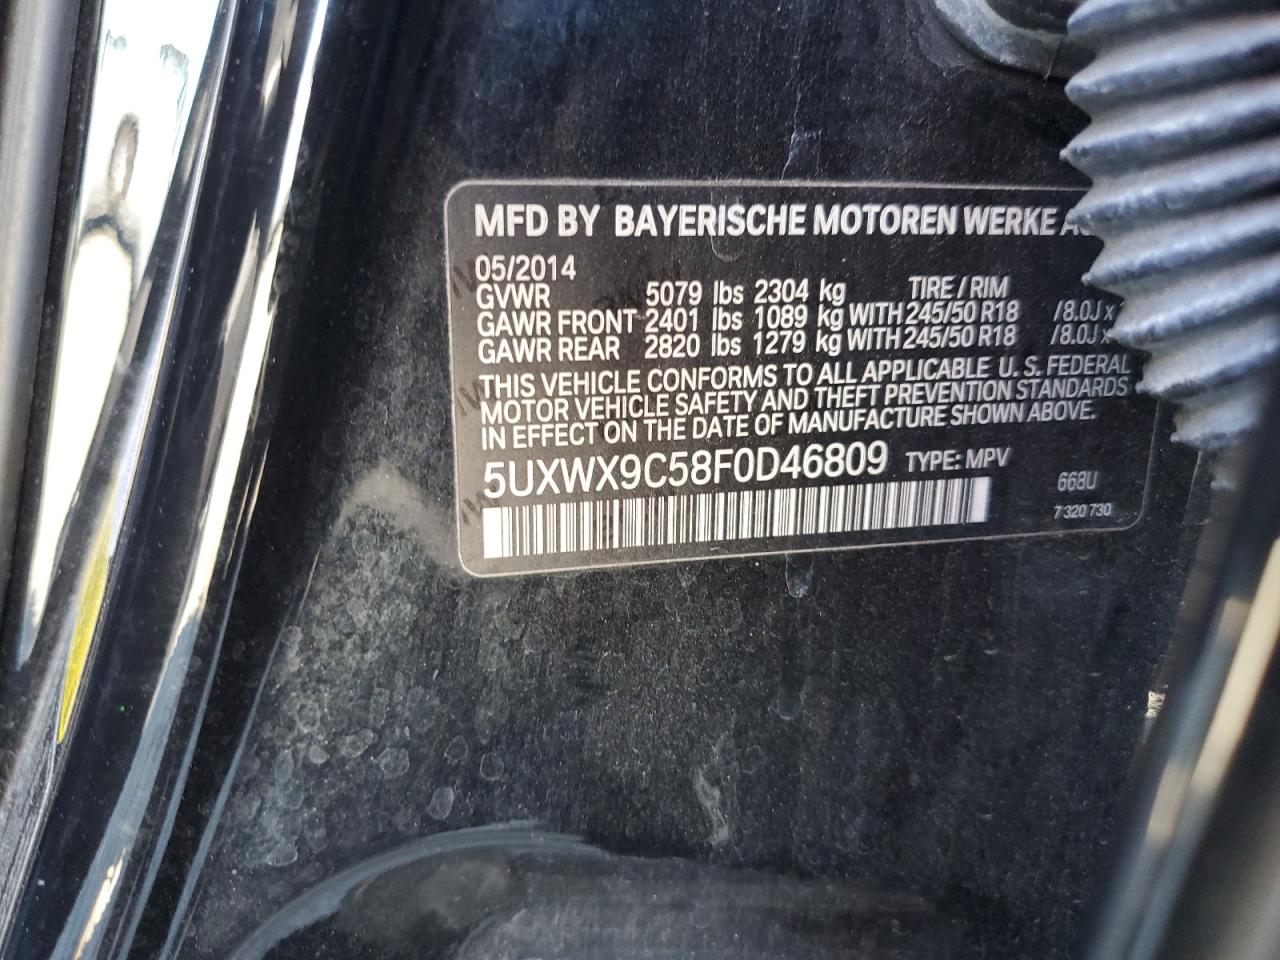 MFD BY BAYERISCHE MOTOREN WERKE
05/2014
GVWR 5079 lbs 2304 kg TIRE / RIM
GAWR FRONT 2401 lbs 1089 kg WITH 245/50 R18 /8.0J x
GAWR REAR 2820 lbs 1279 kg WITH 245/50 R18 /8.0J x
THIS VEHICLE CONFORMS TO ALL APPLICABLE U. S. FEDERAL
MOTOR VEHICLE SAFETY AND THEFT PREVENTION STANDARDS
IN EFFECT ON THE DATE OF MANUFACTURE SHOWN ABOVE.
5UXWX9C58F0D46809 TYPE: MPV
668U
7 320 730